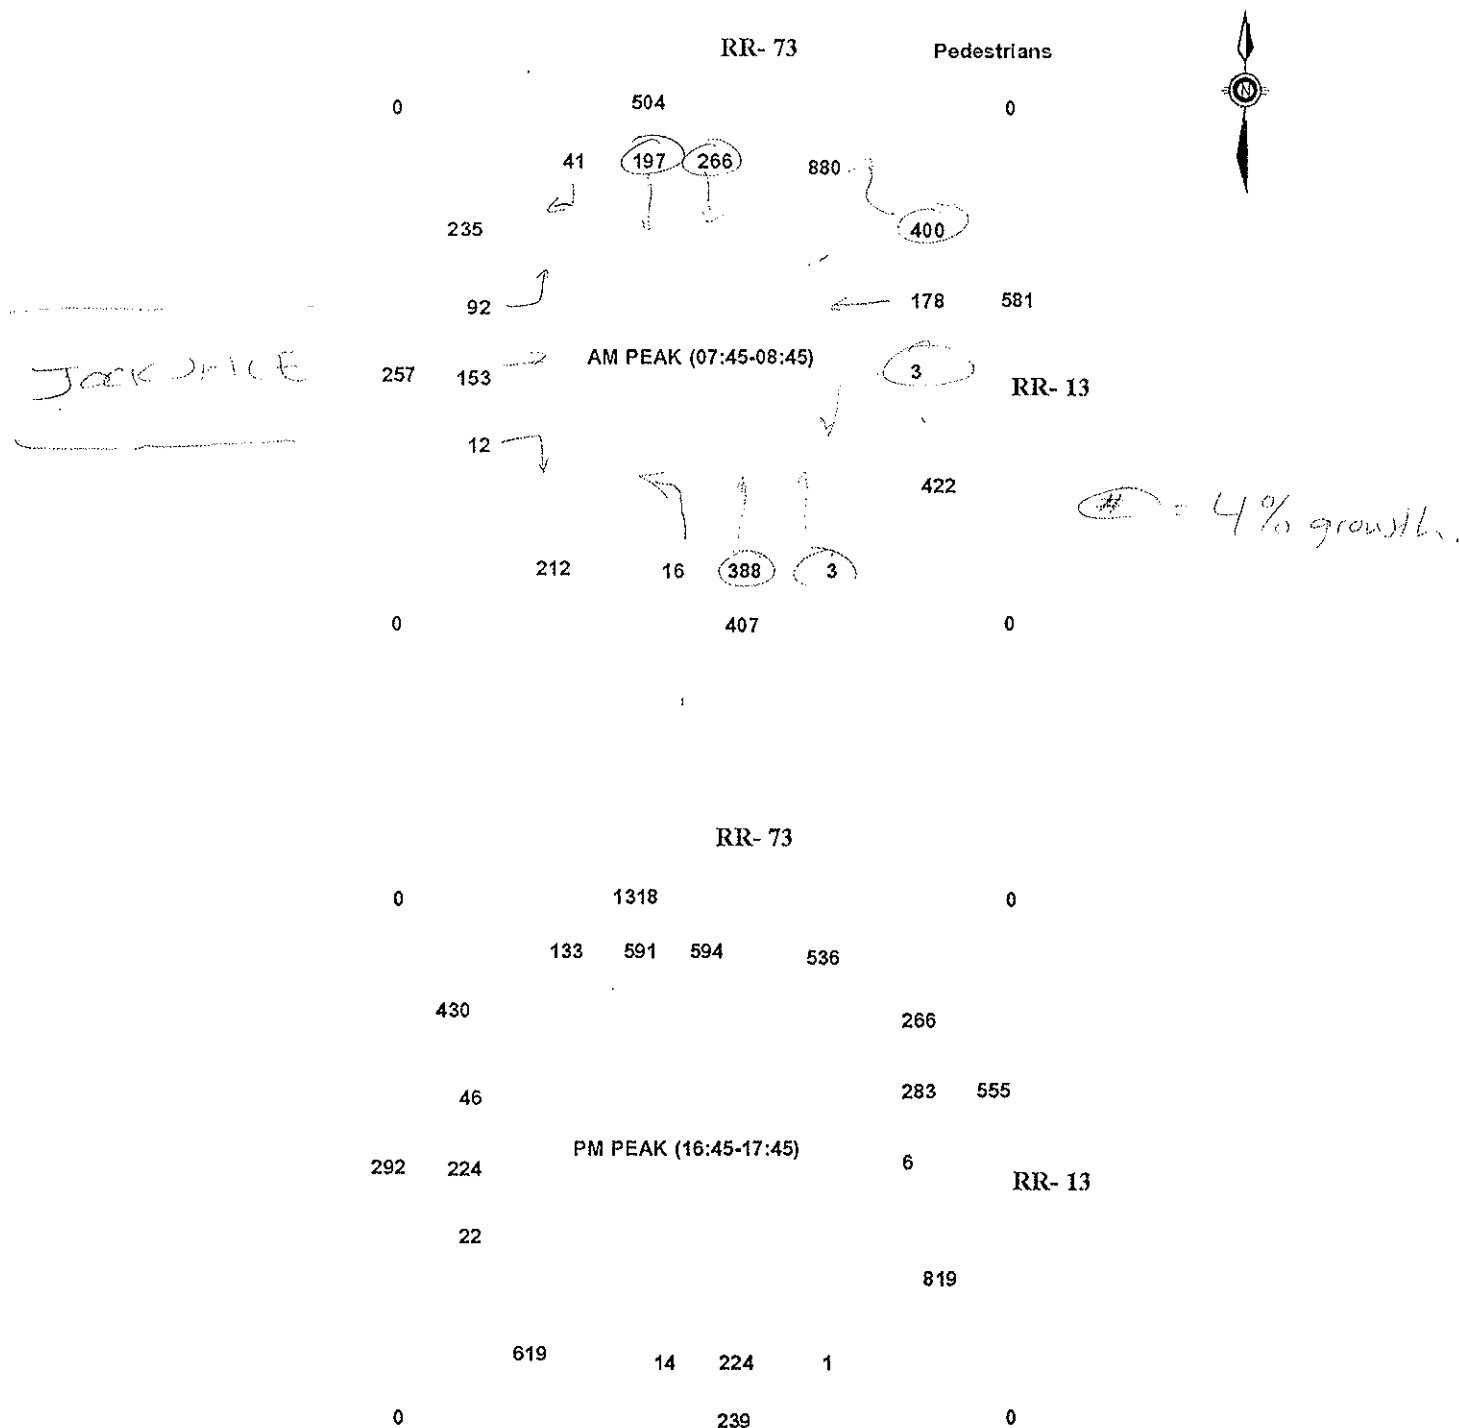 RR- 73 Pedestrians
0 504 0
41 197 266 880
235 400
N
92 178 581
AM PEAK (07:45-08:45)
257 153 3 RR- 13
12
422
# = 4% growth.
212 16 388 3
0 407 0
RR- 73
0 1318 0
133 591 594 536
430 266
46 283 555
PM PEAK (16:45-17:45)
292 224 6 RR- 13
22
819
619 14 224 1
0 239 0